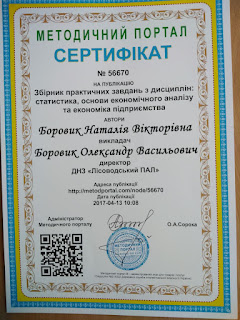 МЕТОДИЧНИЙ ПОРТАЛ
СЕРТИФІКАТ
№ 56670
НА ПУБЛІКАЦІЮ
Збірник практичних завдань з дисциплін:
статистика, основи економічного аналізу
та економіка підприємства
АВТОРИ
Боровик Наталія Вікторівна
викладач
Боровик Олександр Васильович
директор
ДНЗ «Лісоводський ПАЛ»
Адреса публікації
http://metodportal.com/node/56670
Дата публікації
2017-04-13 10:08
Адміністратор
Методичного порталу
О.А.Сорока